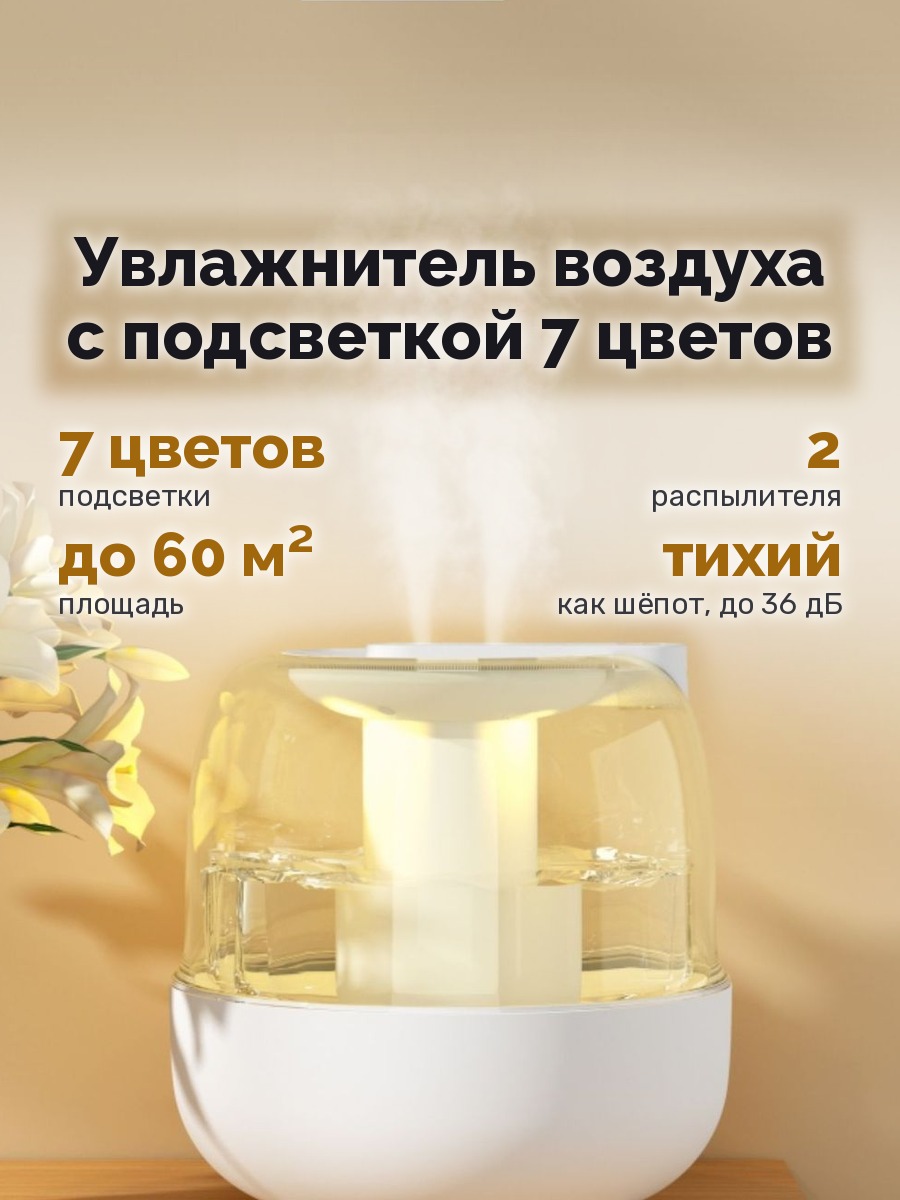 Увлажнитель воздуха
с подсветкой 7 цветов
7 цветов
подсветки
до 60 м²
площадь
2
распылителя
тихий
как шёпот, до 36 дБ